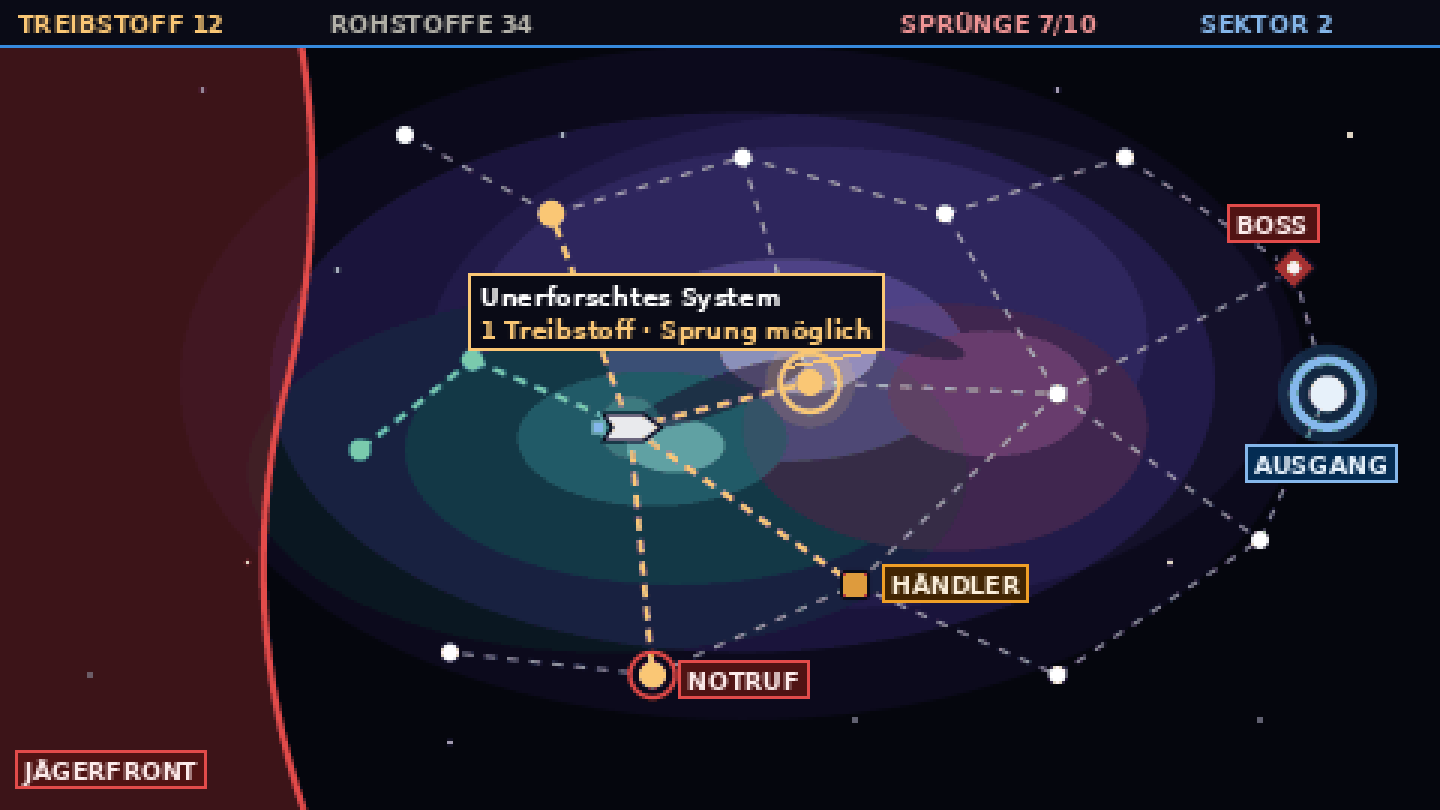 TREIBSTOFF 12
ROHSTOFFE 34
SPRÜNGE 7/10
SEKTOR 2
BOSS
Unerforschtes System
1 Treibstoff · Sprung möglich
AUSGANG
HÄNDLER
NOTRUF
JÄGERFRONT